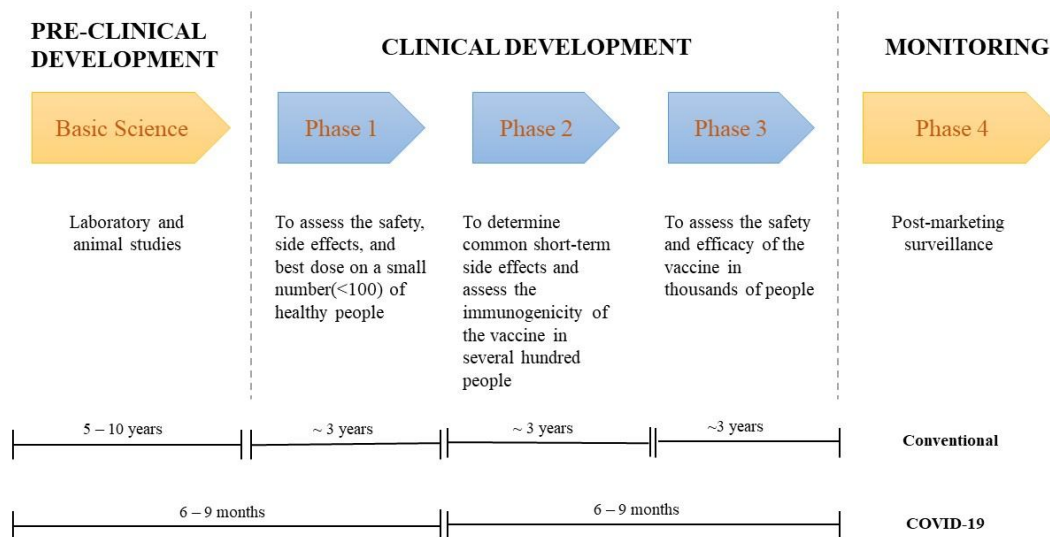 PRE-CLINICAL
DEVELOPMENT
CLINICAL DEVELOPMENT
MONITORING
Basic Science
Phase 1
Phase 2
Phase 3
Phase 4
Laboratory and
animal studies
To assess the safety,
side effects, and
best dose on a small
number(<100) of
healthy people
To determine
common short-term
side effects and
assess the
immunogenicity of
the vaccine in
several hundred
people
To assess the safety
and efficacy of the
vaccine in
thousands of people
Post-marketing
surveillance
5 – 10 years
~ 3 years
~ 3 years
~3 years
Conventional
6 – 9 months
6 – 9 months
COVID-19